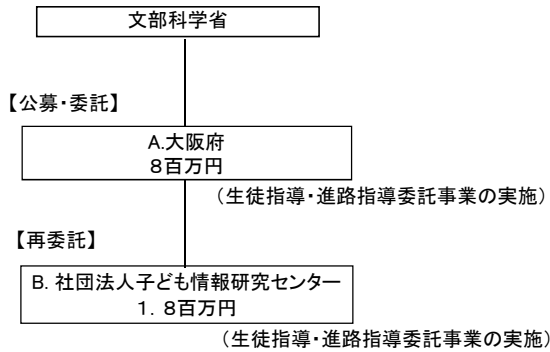 文部科学省
【公募・委託】
A.大阪府
８百万円
（生徒指導・進路指導委託事業の実施）
【再委託】
B. 社団法人子ども情報研究センター
１．８百万円
（生徒指導・進路指導委託事業の実施）